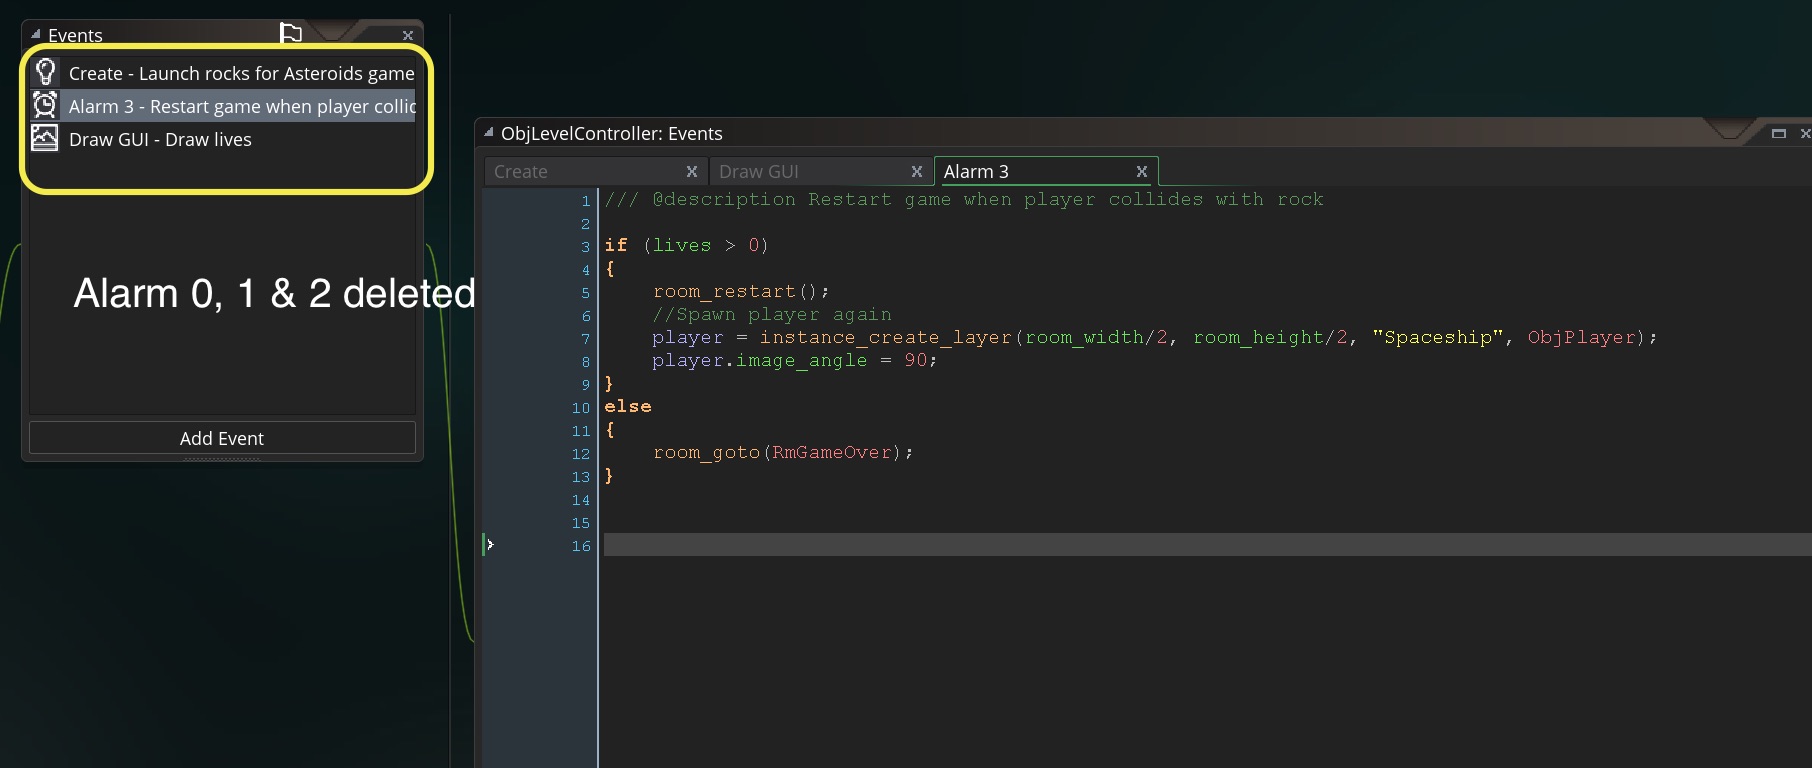 Events
Create - Launch rocks for Asteroids game
Alarm 3 - Restart game when player collic
Draw GUI - Draw lives
Alarm 0, 1 & 2 deleted
Add Event
ObjLevelController: Events
Create x Draw GUI x Alarm 3 x
1 /// @description Restart game when player collides with rock
2
3 if (lives > 0)
4 {
5 room_restart();
6 //Spawn player again
7 player = instance_create_layer(room_width/2, room_height/2, "Spaceship", ObjPlayer);
8 player.image_angle = 90;
9 }
10 else
11 {
12 room_goto(RmGameOver);
13 }
14
15
16